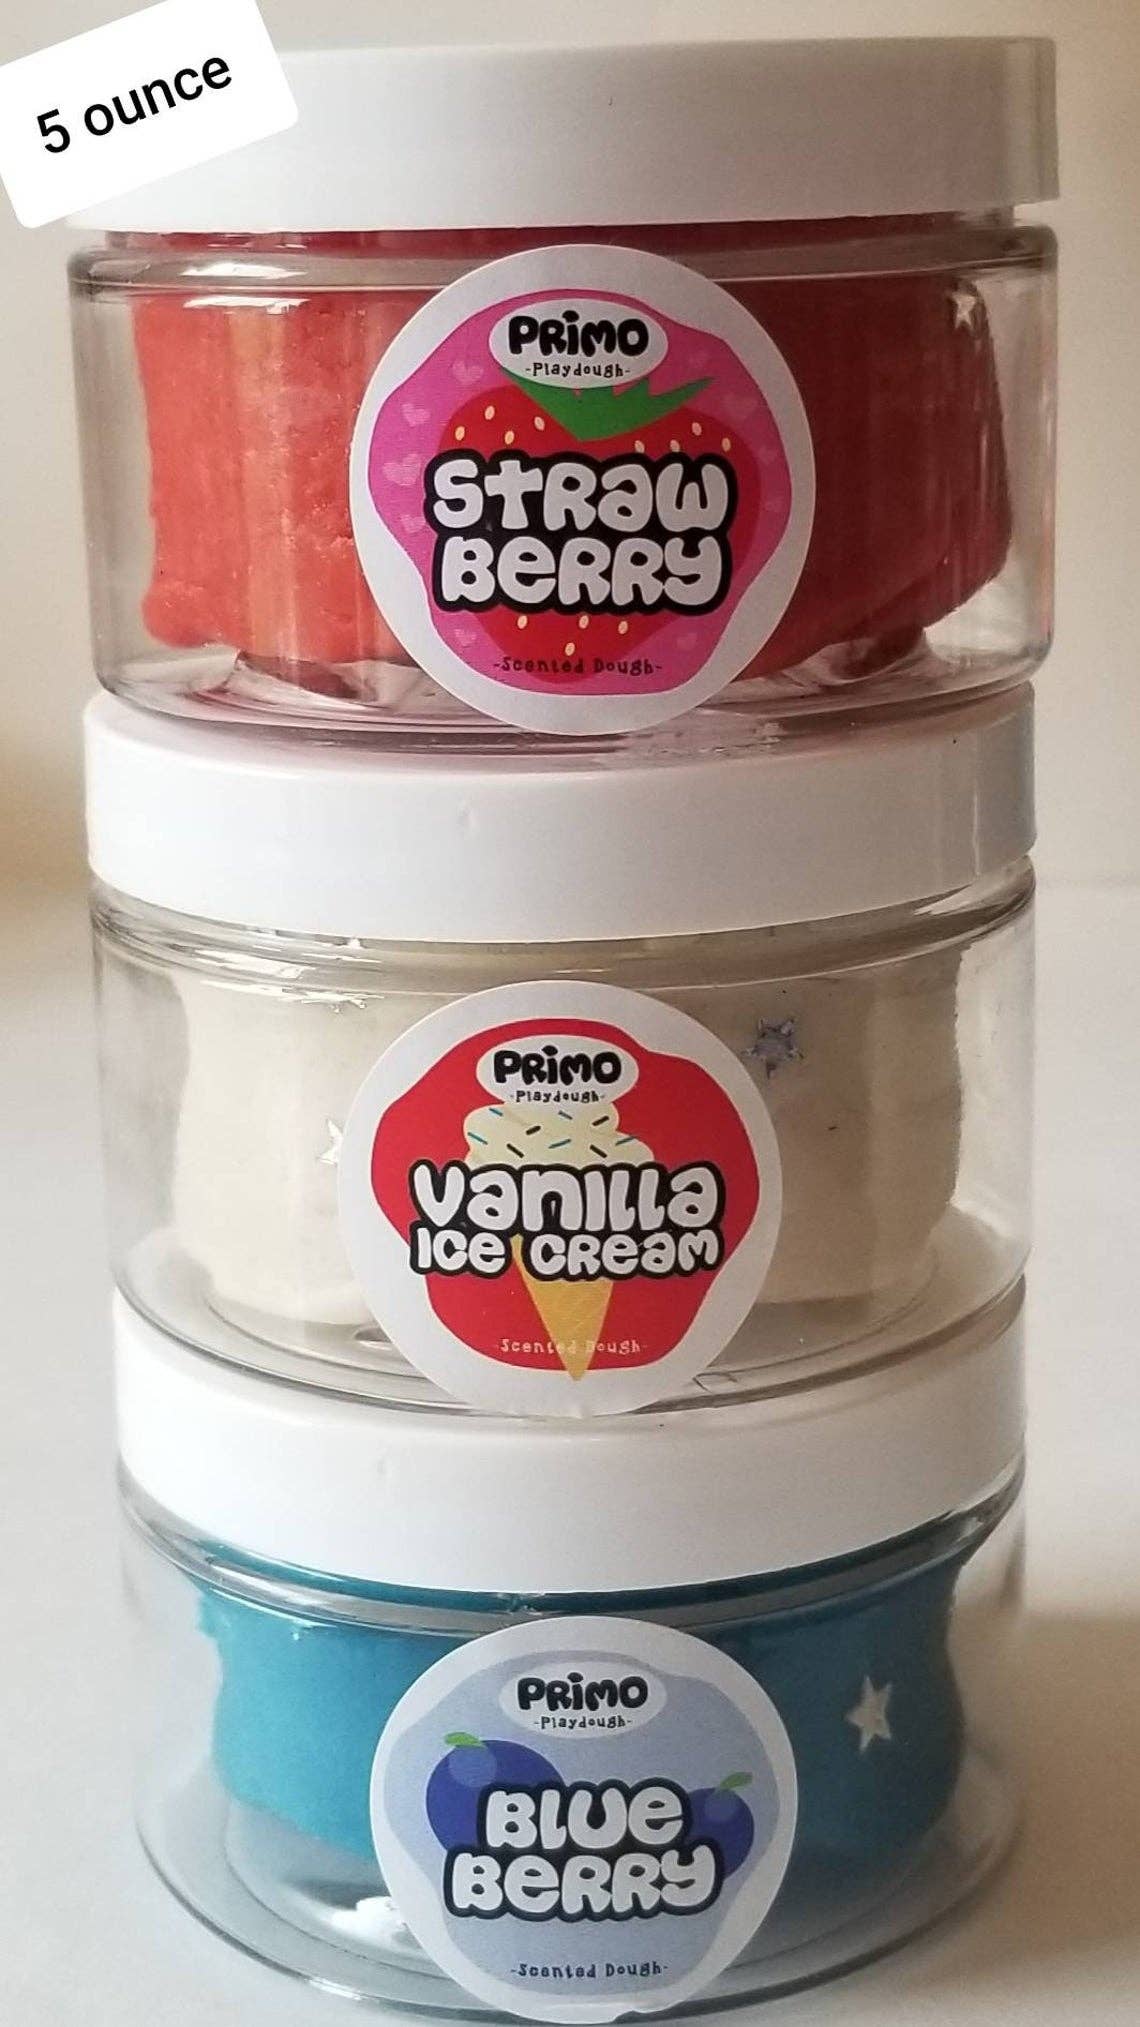 5 ounce
PRIMO
-Playdough-
STRAW
BERRY
-Scented Dough-
PRIMO
-Playdough-
VANILLA
ICE CREAM
-Scented Dough-
PRIMO
-Playdough-
BLUE
BERRY
-Scented Dough-